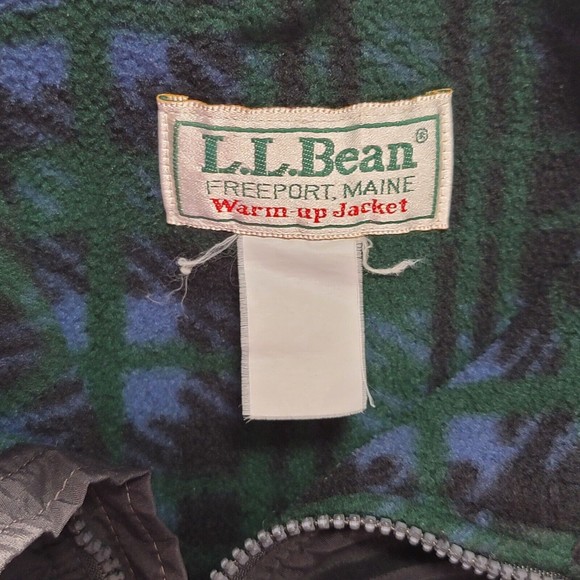 L.L.Bean®
FREEPORT, MAINE
Warm-up Jacket